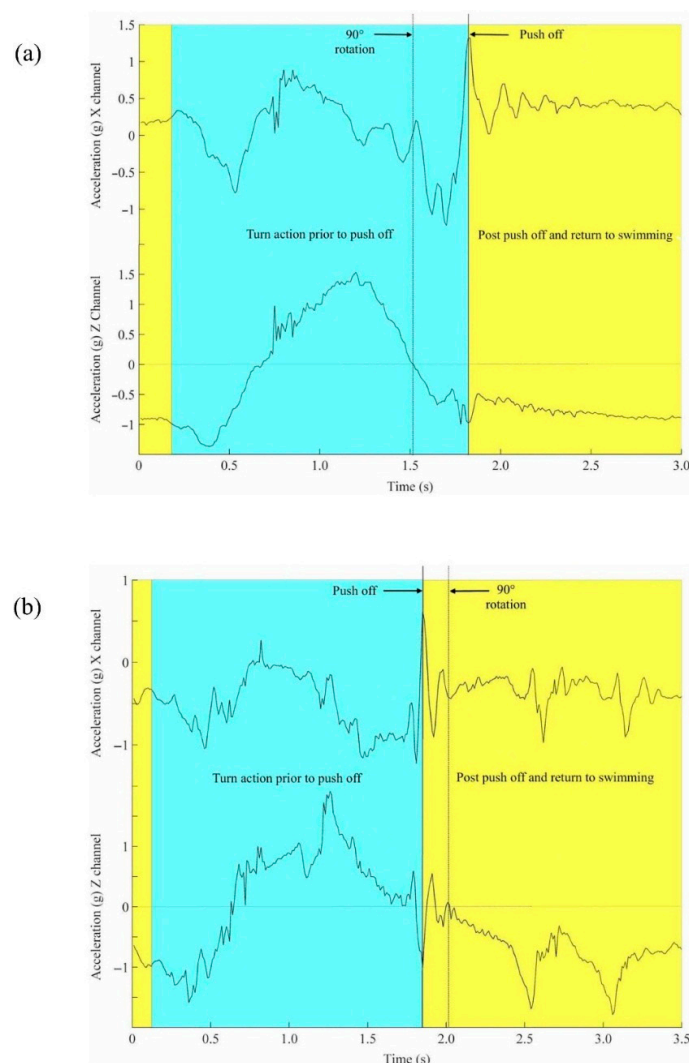 (a)
1.5
90°
rotation
Push off
Acceleration (g) X channel
0.5
0
−0.5
−1
Turn action prior to push off
Post push off and return to swimming
Acceleration (g) Z Channel
1.5
1
0.5
0
−0.5
−1
0
0.5
1.0
1.5
2.0
2.5
3.0
Time (s)
(b)
1
Push off
90°
rotation
Acceleration (g) X channel
0
−1
Turn action prior to push off
Post push off and return to swimming
Acceleration (g) Z channel
1
0
−1
0
0.5
1.0
1.5
2.0
2.5
3.0
3.5
Time (s)